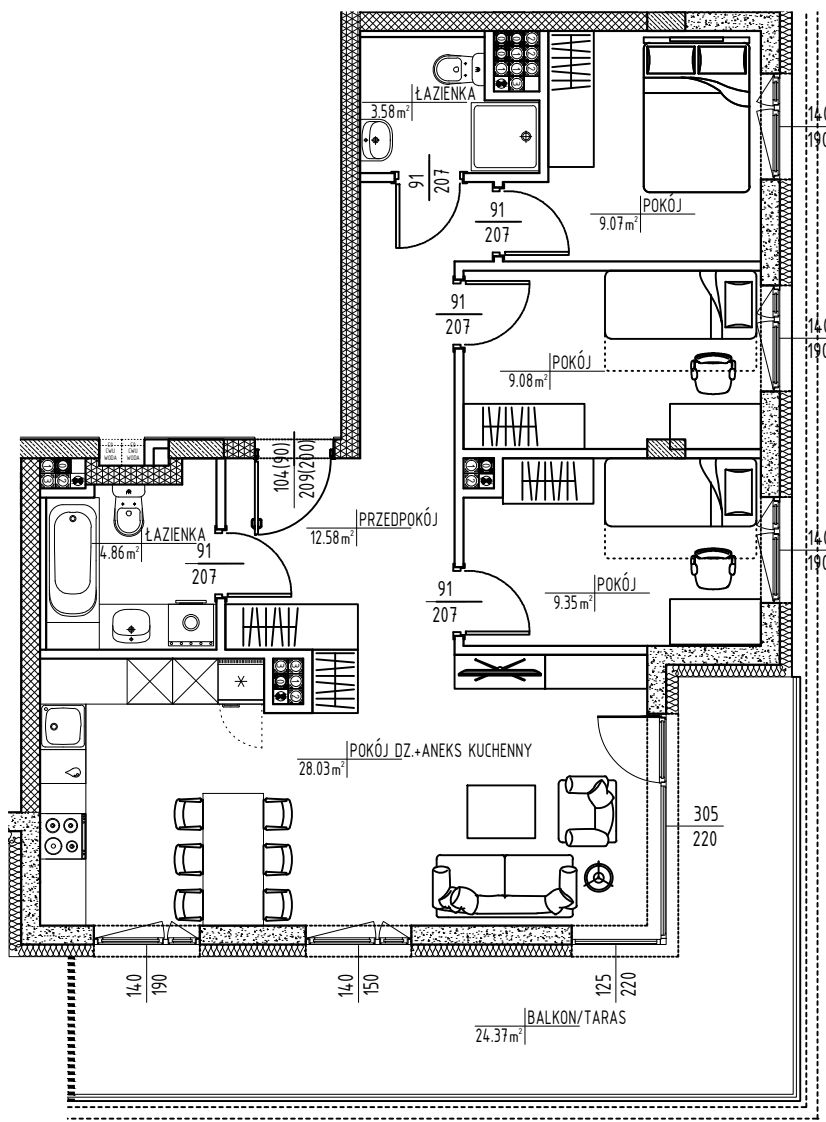 ŁAZIENKA
3.58m²
91
207
91
207
POKÓJ
9.07m²
140
190
91
207
POKÓJ
9.08m²
140
190
CO
CWU
WODA
CO
CWU
WODA
104(90)
209(200)
PRZEDPOKÓJ
12.58m²
ŁAZIENKA
4.86m²
91
207
91
207
POKÓJ
9.35m²
140
190
POKÓJ DZ.+ANEKS KUCHENNY
28.03m²
305
220
140
190
140
150
125
220
BALKON/TARAS
24.37m²